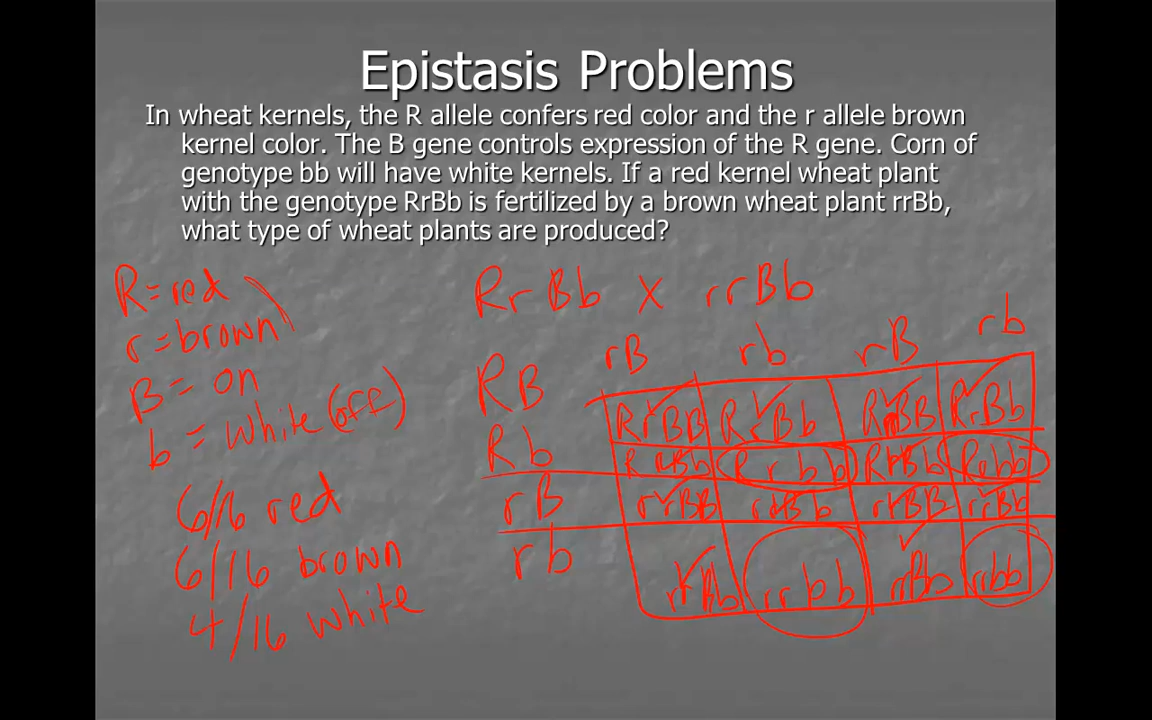 Epistasis Problems
In wheat kernels, the R allele confers red color and the r allele brown
kernel color. The B gene controls expression of the R gene. Corn of
genotype bb will have white kernels. If a red kernel wheat plant
with the genotype RrBb is fertilized by a brown wheat plant rrBb,
what type of wheat plants are produced?
R = red
r = brown
B = on
b = white (off)
6/16 red
6/16 brown
4/16 white
RrBb x rrBb
rB rb rB rb
RB RrBB RrBb RrBB RrBb
Rb RrBb Rrbb RrBb Rrbb
rB rrBB rrBb rrBB rrBb
rb rrBb rrbb rrBb rrbb